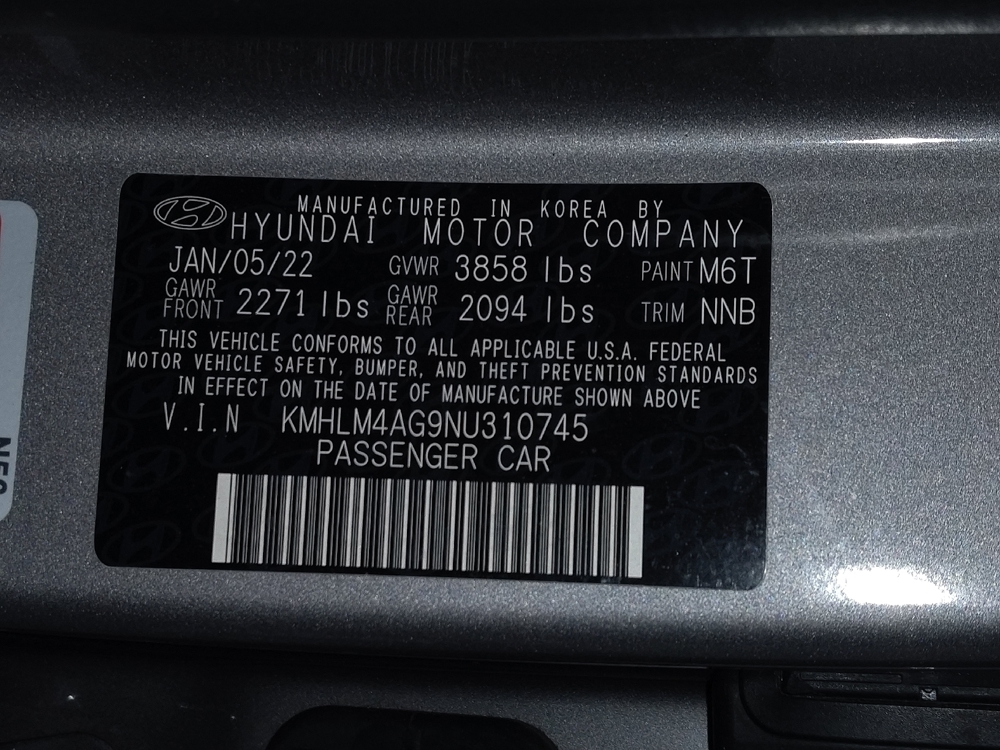 MANUFACTURED IN KOREA BY
HYUNDAI MOTOR COMPANY
JAN/05/22 GVWR 3858 lbs PAINT M6T
GAWR FRONT 2271 lbs GAWR REAR 2094 lbs TRIM NNB
THIS VEHICLE CONFORMS TO ALL APPLICABLE U.S.A. FEDERAL
MOTOR VEHICLE SAFETY, BUMPER, AND THEFT PREVENTION STANDARDS
IN EFFECT ON THE DATE OF MANUFACTURE SHOWN ABOVE
V.I.N KMHLM4AG9NU310745
PASSENGER CAR